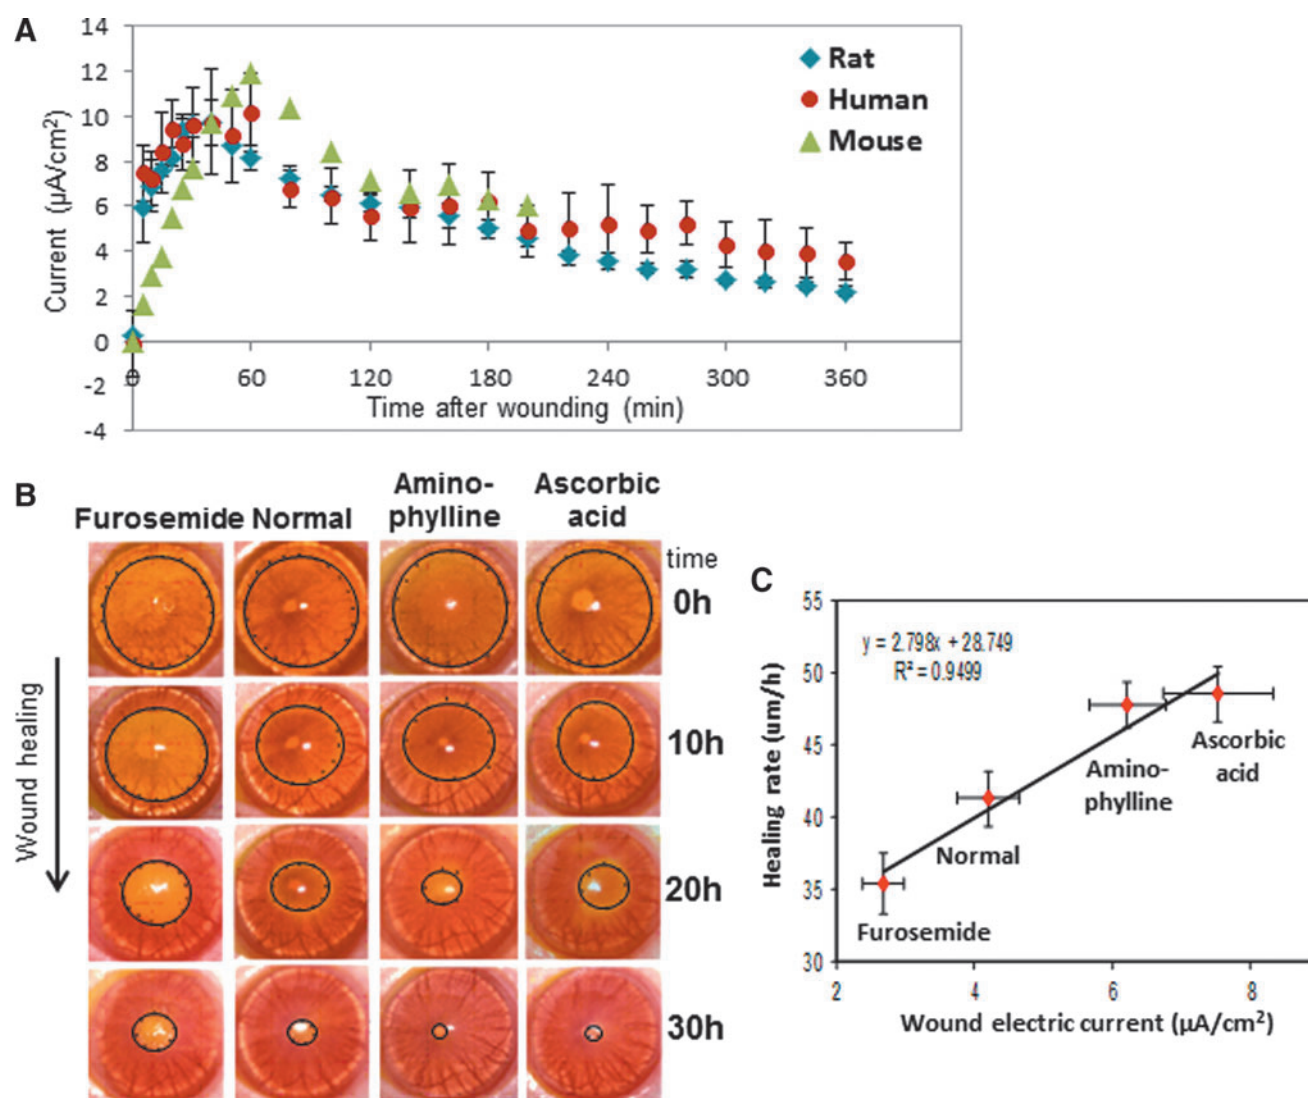 A
14
12
10
8
6
4
2
0
-2
-4
Current (µA/cm²)
Rat
Human
Mouse
0 60 120 180 240 300 360
Time after wounding (min)
B
Furosemide Normal Amino-phylline Ascorbic acid
time
0h
10h
20h
30h
Wound healing
C
55
50
45
40
35
30
Healing rate (um/h)
y = 2.798x + 28.749
R² = 0.9499
Ascorbic
acid
Amino-
phylline
Normal
Furosemide
2 4 6 8
Wound electric current (µA/cm²)